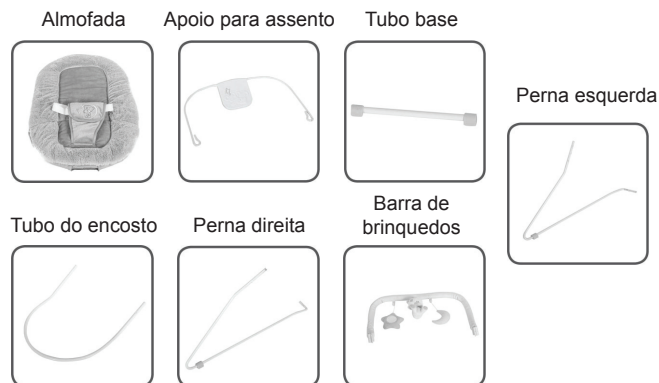 Almofada
Apoio para assento
Tubo base
Perna esquerda
Tubo do encosto
Perna direita
Barra de
brinquedos